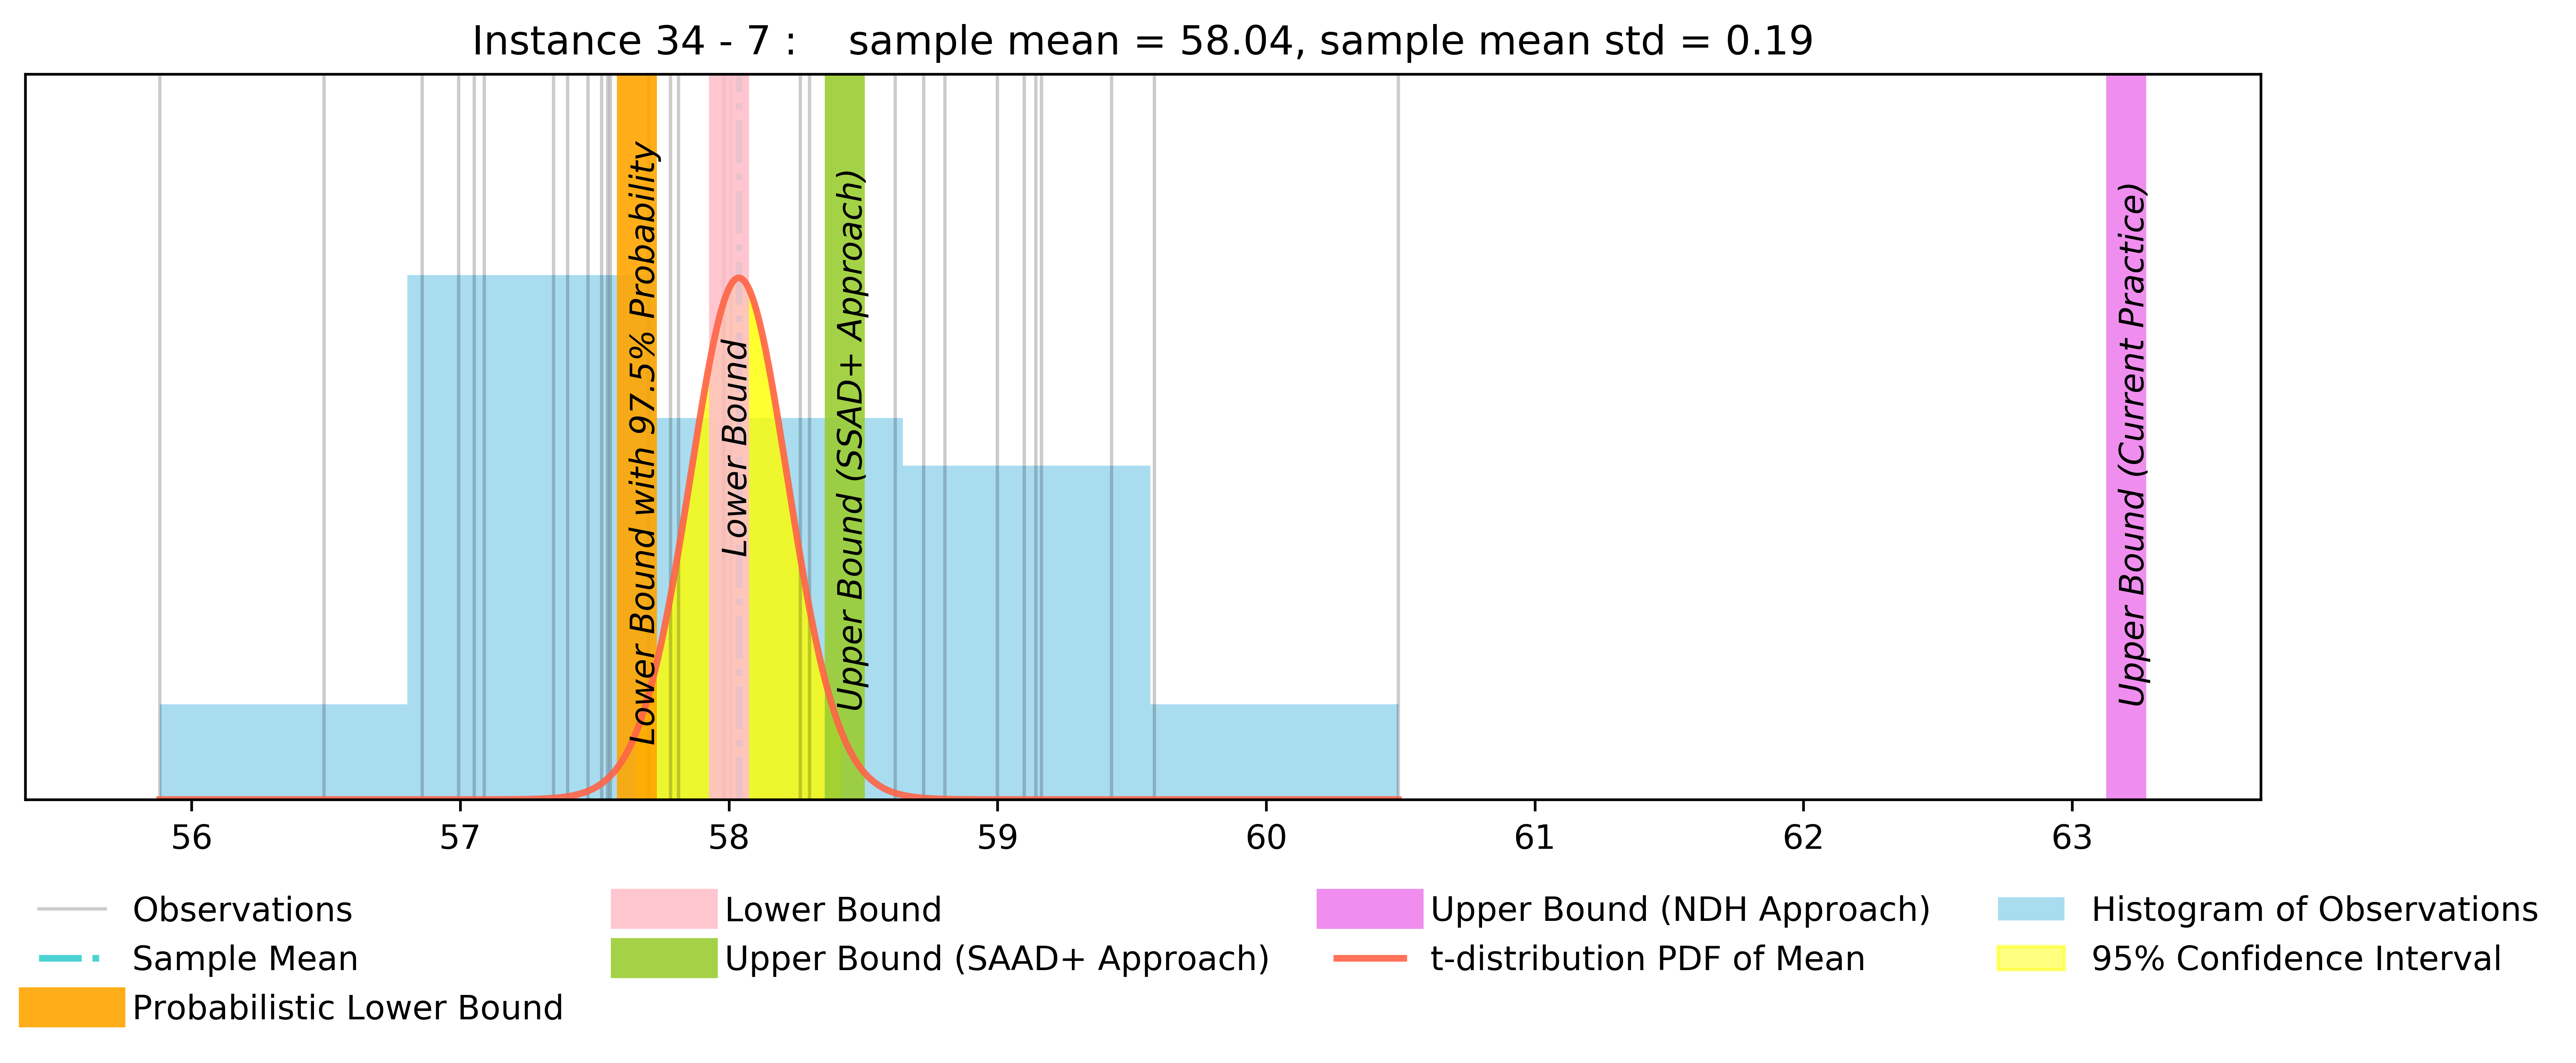 Instance 34 - 7 :    sample mean = 58.04, sample mean std = 0.19
Lower Bound with 97.5% Probability
Lower Bound
Upper Bound (SSAD+ Approach)
Upper Bound (Current Practice)
56 57 58 59 60 61 62 63
Observations
Sample Mean
Probabilistic Lower Bound
Lower Bound
Upper Bound (SAAD+ Approach)
Upper Bound (NDH Approach)
t-distribution PDF of Mean
Histogram of Observations
95% Confidence Interval